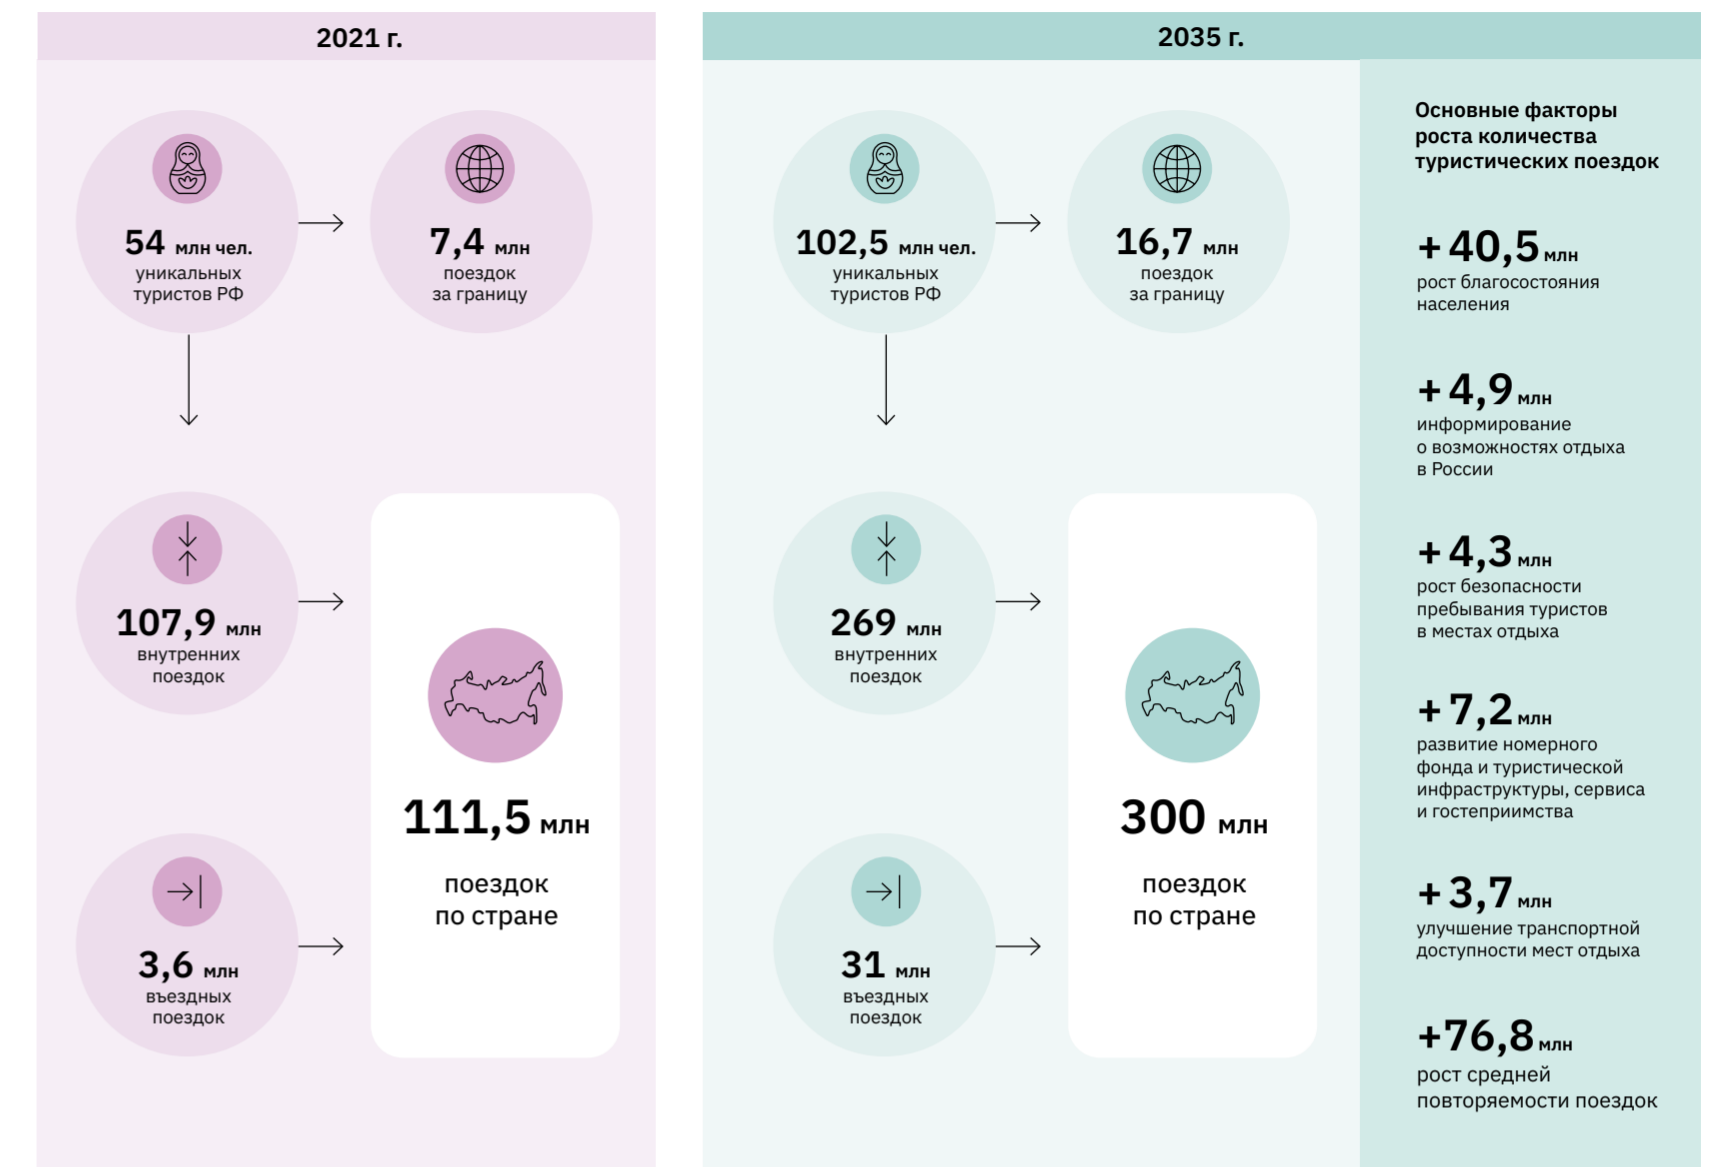 2021 г.
54 млн чел.
уникальных
туристов РФ
7,4 млн
поездок
за границу
107,9 млн
внутренних
поездок
3,6 млн
въездных
поездок
111,5 млн
поездок
по стране
2035 г.
102,5 млн чел.
уникальных
туристов РФ
16,7 млн
поездок
за границу
269 млн
внутренних
поездок
31 млн
въездных
поездок
300 млн
поездок
по стране
Основные факторы
роста количества
туристических поездок
+ 40,5 млн
рост благосостояния
населения
+ 4,9 млн
информирование
о возможностях отдыха
в России
+ 4,3 млн
рост безопасности
пребывания туристов
в местах отдыха
+ 7,2 млн
развитие номерного
фонда и туристической
инфраструктуры, сервиса
и гостеприимства
+ 3,7 млн
улучшение транспортной
доступности мест отдыха
+76,8 млн
рост средней
повторяемости поездок